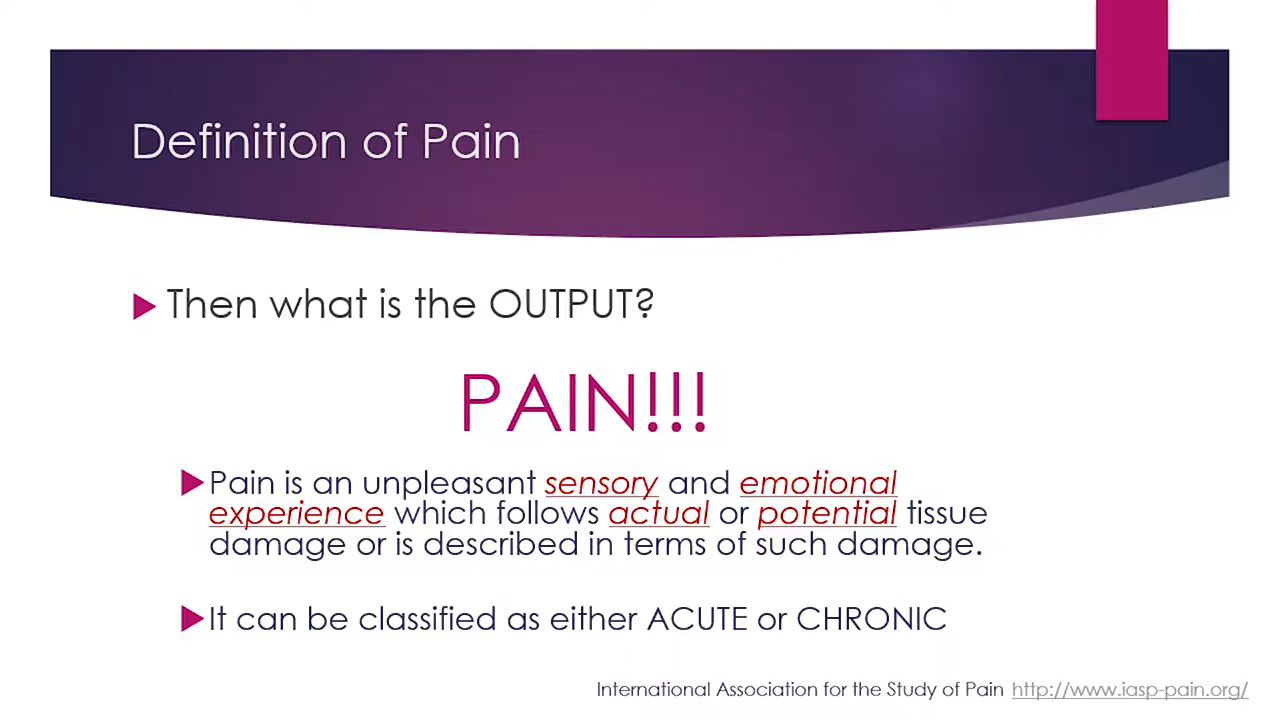 Definition of Pain
Then what is the OUTPUT?
PAIN!!!
Pain is an unpleasant sensory and emotional
experience which follows actual or potential tissue
damage or is described in terms of such damage.
It can be classified as either ACUTE or CHRONIC
International Association for the Study of Pain http://www.iasp-pain.org/